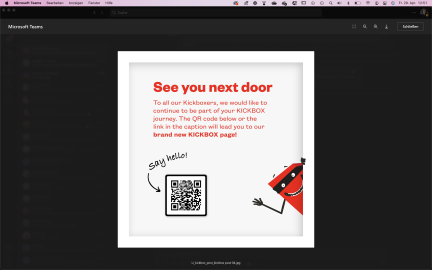 Microsoft Teams Bearbeiten Anzeigen Fenster Hilfe
Microsoft Teams
Schließen
See you next door
To all our Kickboxers, we would like to
continue to be part of your KICKBOX
journey. The QR code below or the
link in the caption will lead you to our
brand new KICKBOX page!
Say hello!